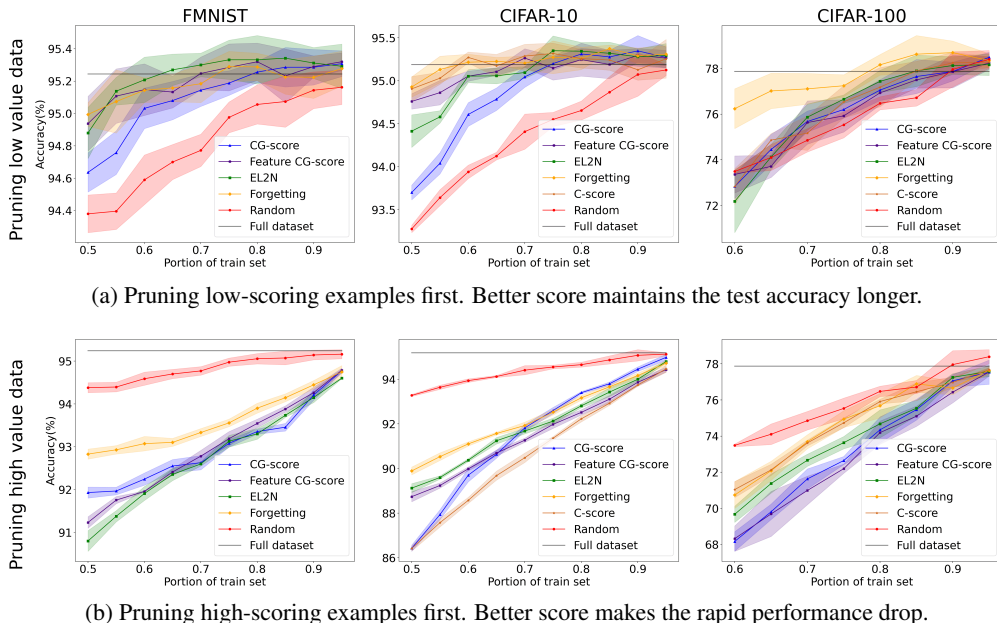 FMNIST
CIFAR-10
CIFAR-100
Pruning low value data
Accuracy(%)
95.4
95.2
95.0
94.8
94.6
94.4
0.5 0.6 0.7 0.8 0.9
Portion of train set
CG-score
Feature CG-score
EL2N
Forgetting
Random
Full dataset
95.5
95.0
94.5
94.0
93.5
0.5 0.6 0.7 0.8 0.9
Portion of train set
CG-score
Feature CG-score
EL2N
Forgetting
C-score
Random
Full dataset
78
76
74
72
0.6 0.7 0.8 0.9
Portion of train set
CG-score
Feature CG-score
EL2N
Forgetting
C-score
Random
Full dataset
(a) Pruning low-scoring examples first. Better score maintains the test accuracy longer.
Pruning high value data
Accuracy(%)
95
94
93
92
91
0.5 0.6 0.7 0.8 0.9
Portion of train set
CG-score
Feature CG-score
EL2N
Forgetting
Random
Full dataset
94
92
90
88
86
0.5 0.6 0.7 0.8 0.9
Portion of train set
CG-score
Feature CG-score
EL2N
Forgetting
C-score
Random
Full dataset
78
76
74
72
70
68
0.6 0.7 0.8 0.9
Portion of train set
CG-score
Feature CG-score
EL2N
Forgetting
C-score
Random
Full dataset
(b) Pruning high-scoring examples first. Better score makes the rapid performance drop.